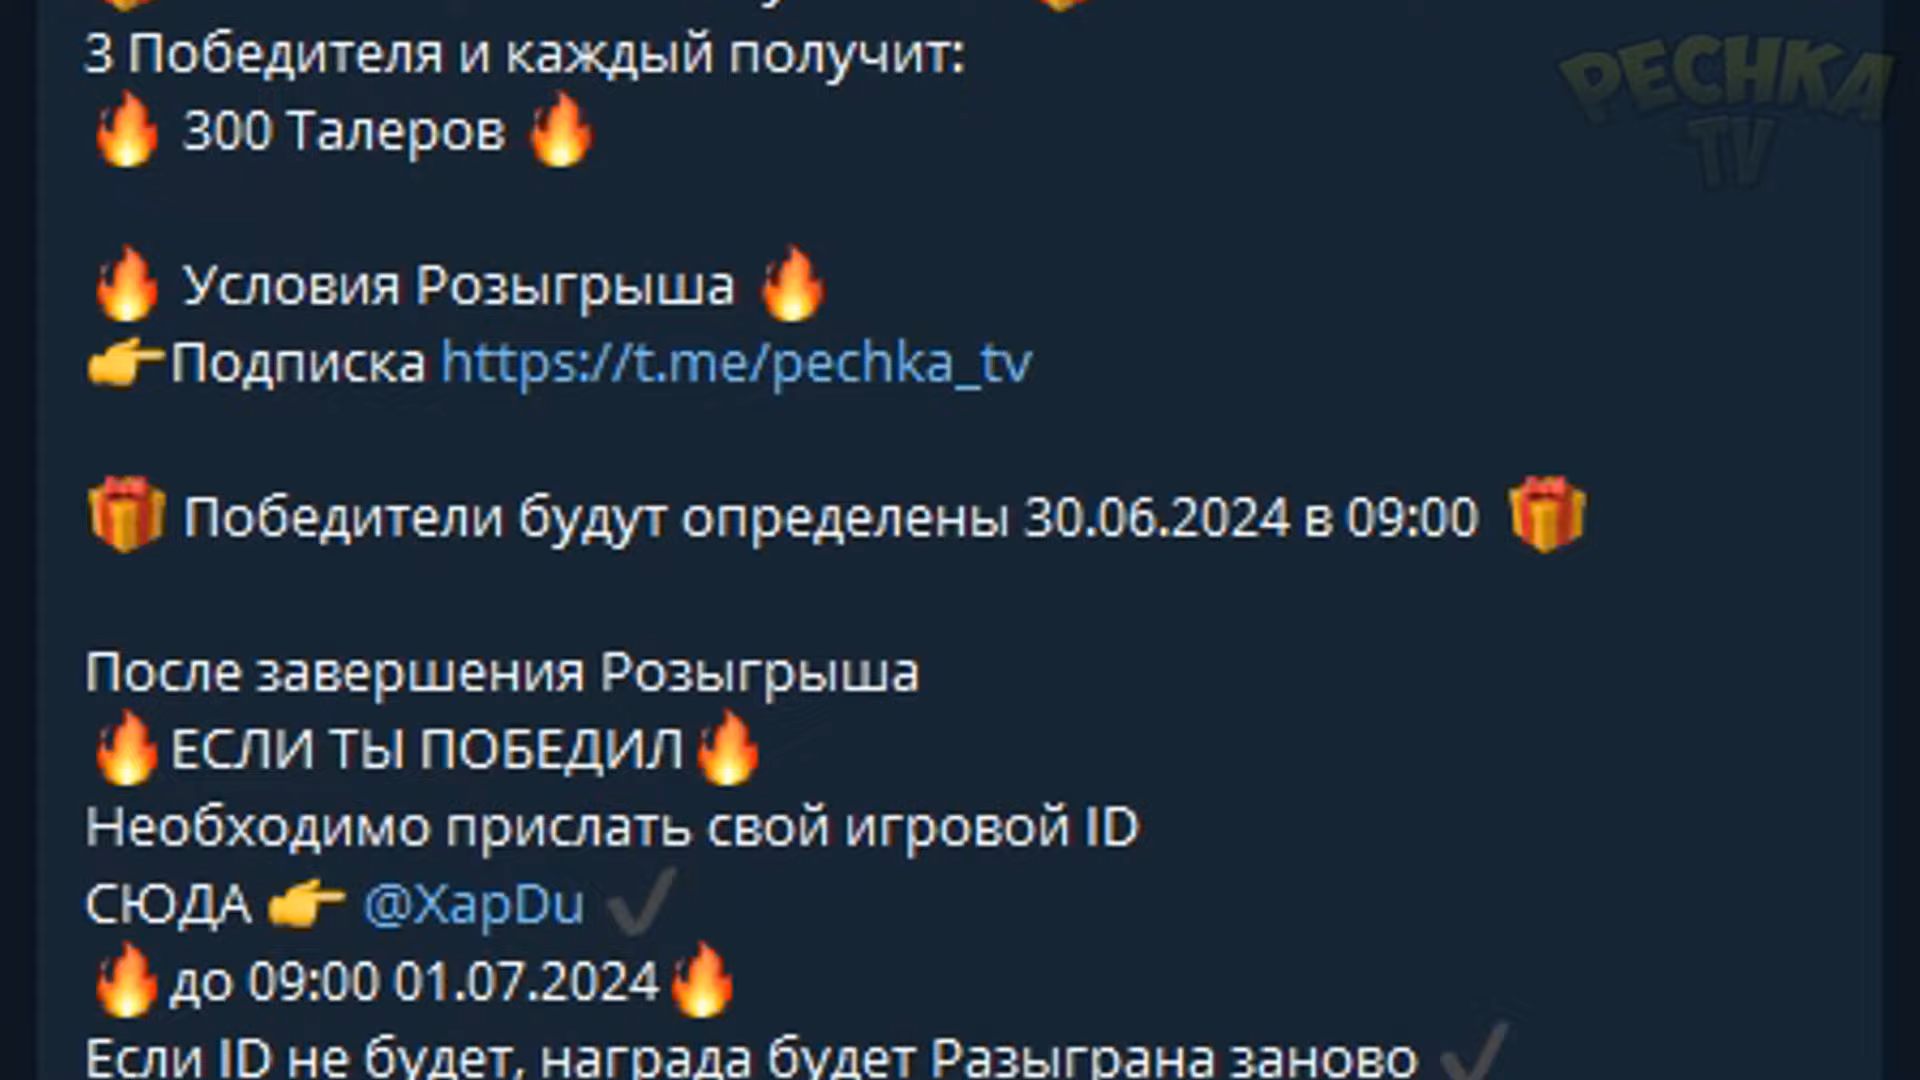 3 Победителя и каждый получит:
PECHKA
TV
🔥 300 Талеров 🔥
🔥 Условия Розыгрыша 🔥
👉Подписка https://t.me/pechka_tv
🎁 Победители будут определены 30.06.2024 в 09:00 🎁
После завершения Розыгрыша
🔥ЕСЛИ ТЫ ПОБЕДИЛ🔥
Необходимо прислать свой игровой ID
СЮДА 👉 @XapDu ✔
🔥до 09:00 01.07.2024🔥
Если ID не будет, награда будет Разыграна заново ✔